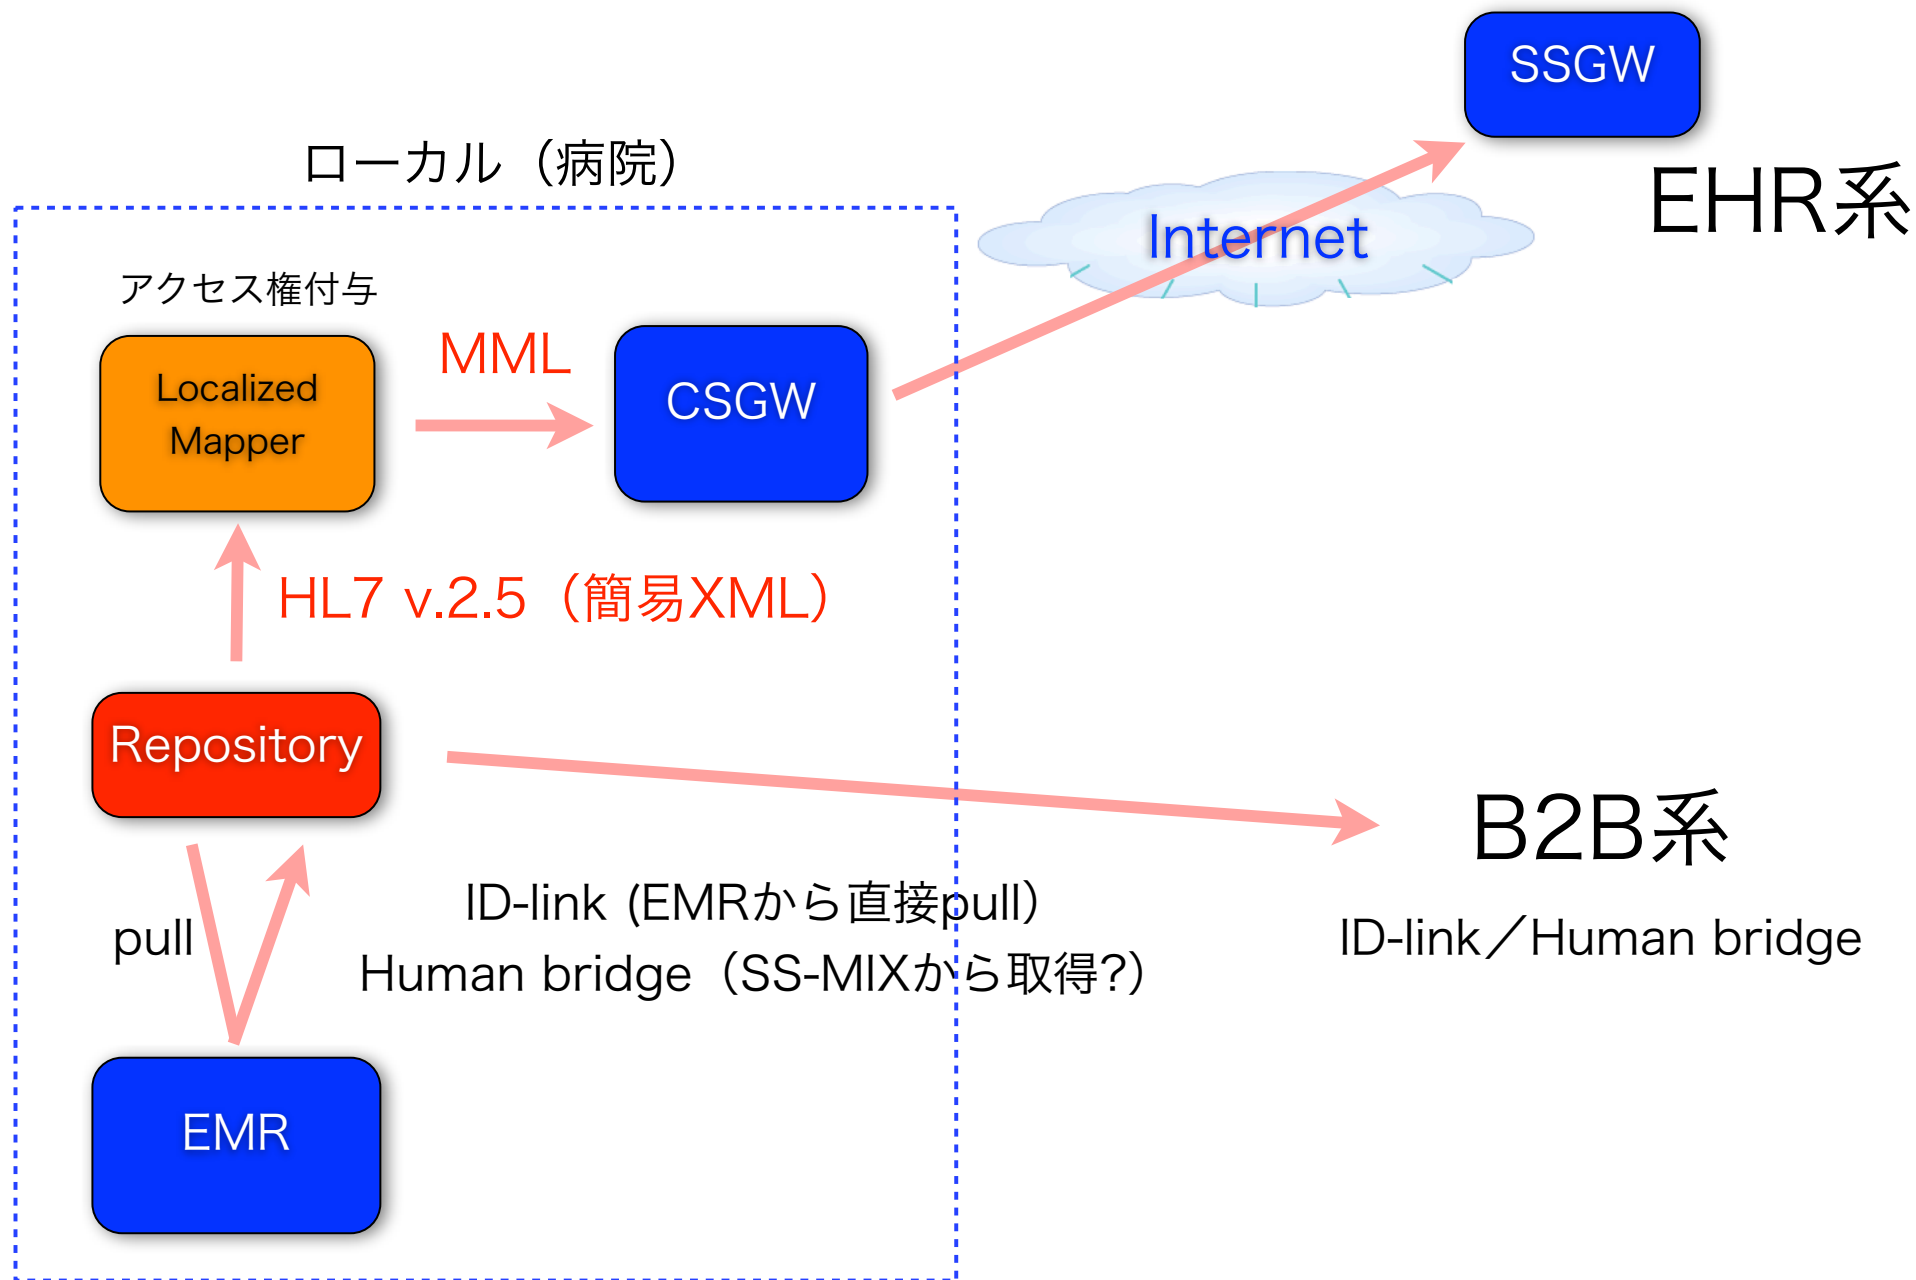 SSGW
EHR系
ローカル（病院）
Internet
アクセス権付与
Localized
Mapper
MML
CSGW
HL7 v.2.5（簡易XML）
Repository
B2B系
ID-link／Human bridge
ID-link (EMRから直接pull）
Human bridge（SS-MIXから取得?）
pull
EMR